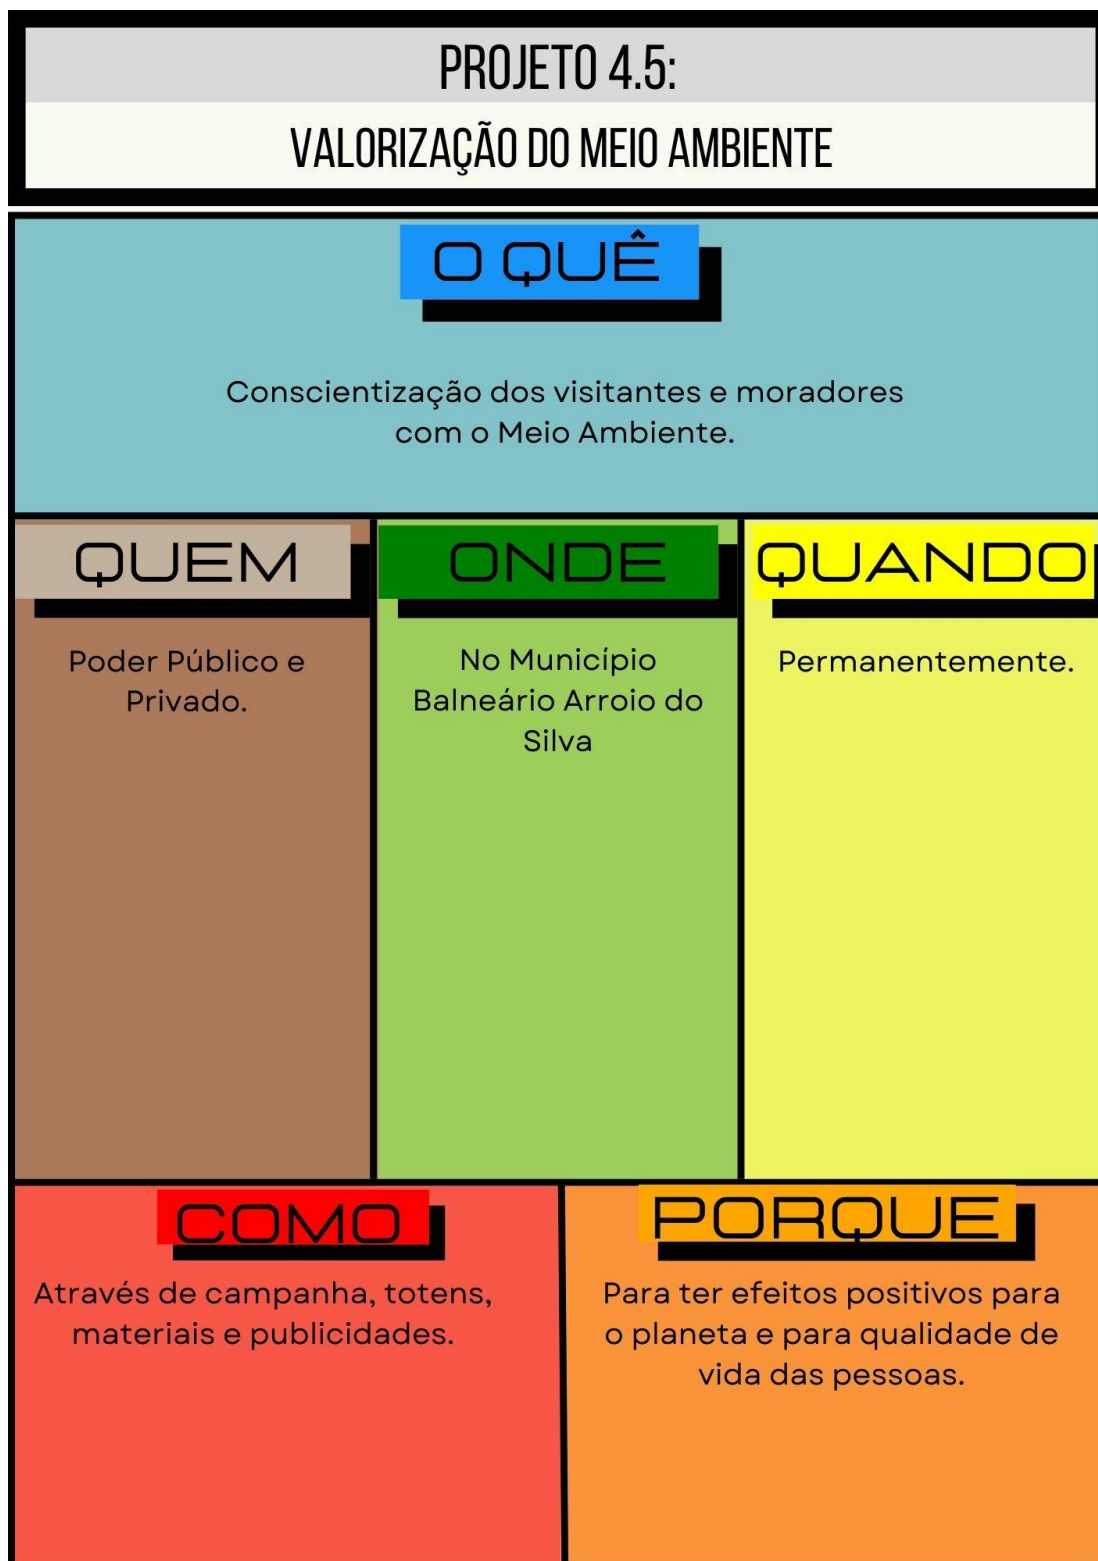 PROJETO 4.5:
VALORIZAÇÃO DO MEIO AMBIENTE
O QUÊ
Conscientização dos visitantes e moradores
com o Meio Ambiente.
QUEM
Poder Público e
Privado.
ONDE
No Município
Balneário Arroio do
Silva
QUANDO
Permanentemente.
COMO
Através de campanha, totens,
materiais e publicidades.
PORQUE
Para ter efeitos positivos para
o planeta e para qualidade de
vida das pessoas.